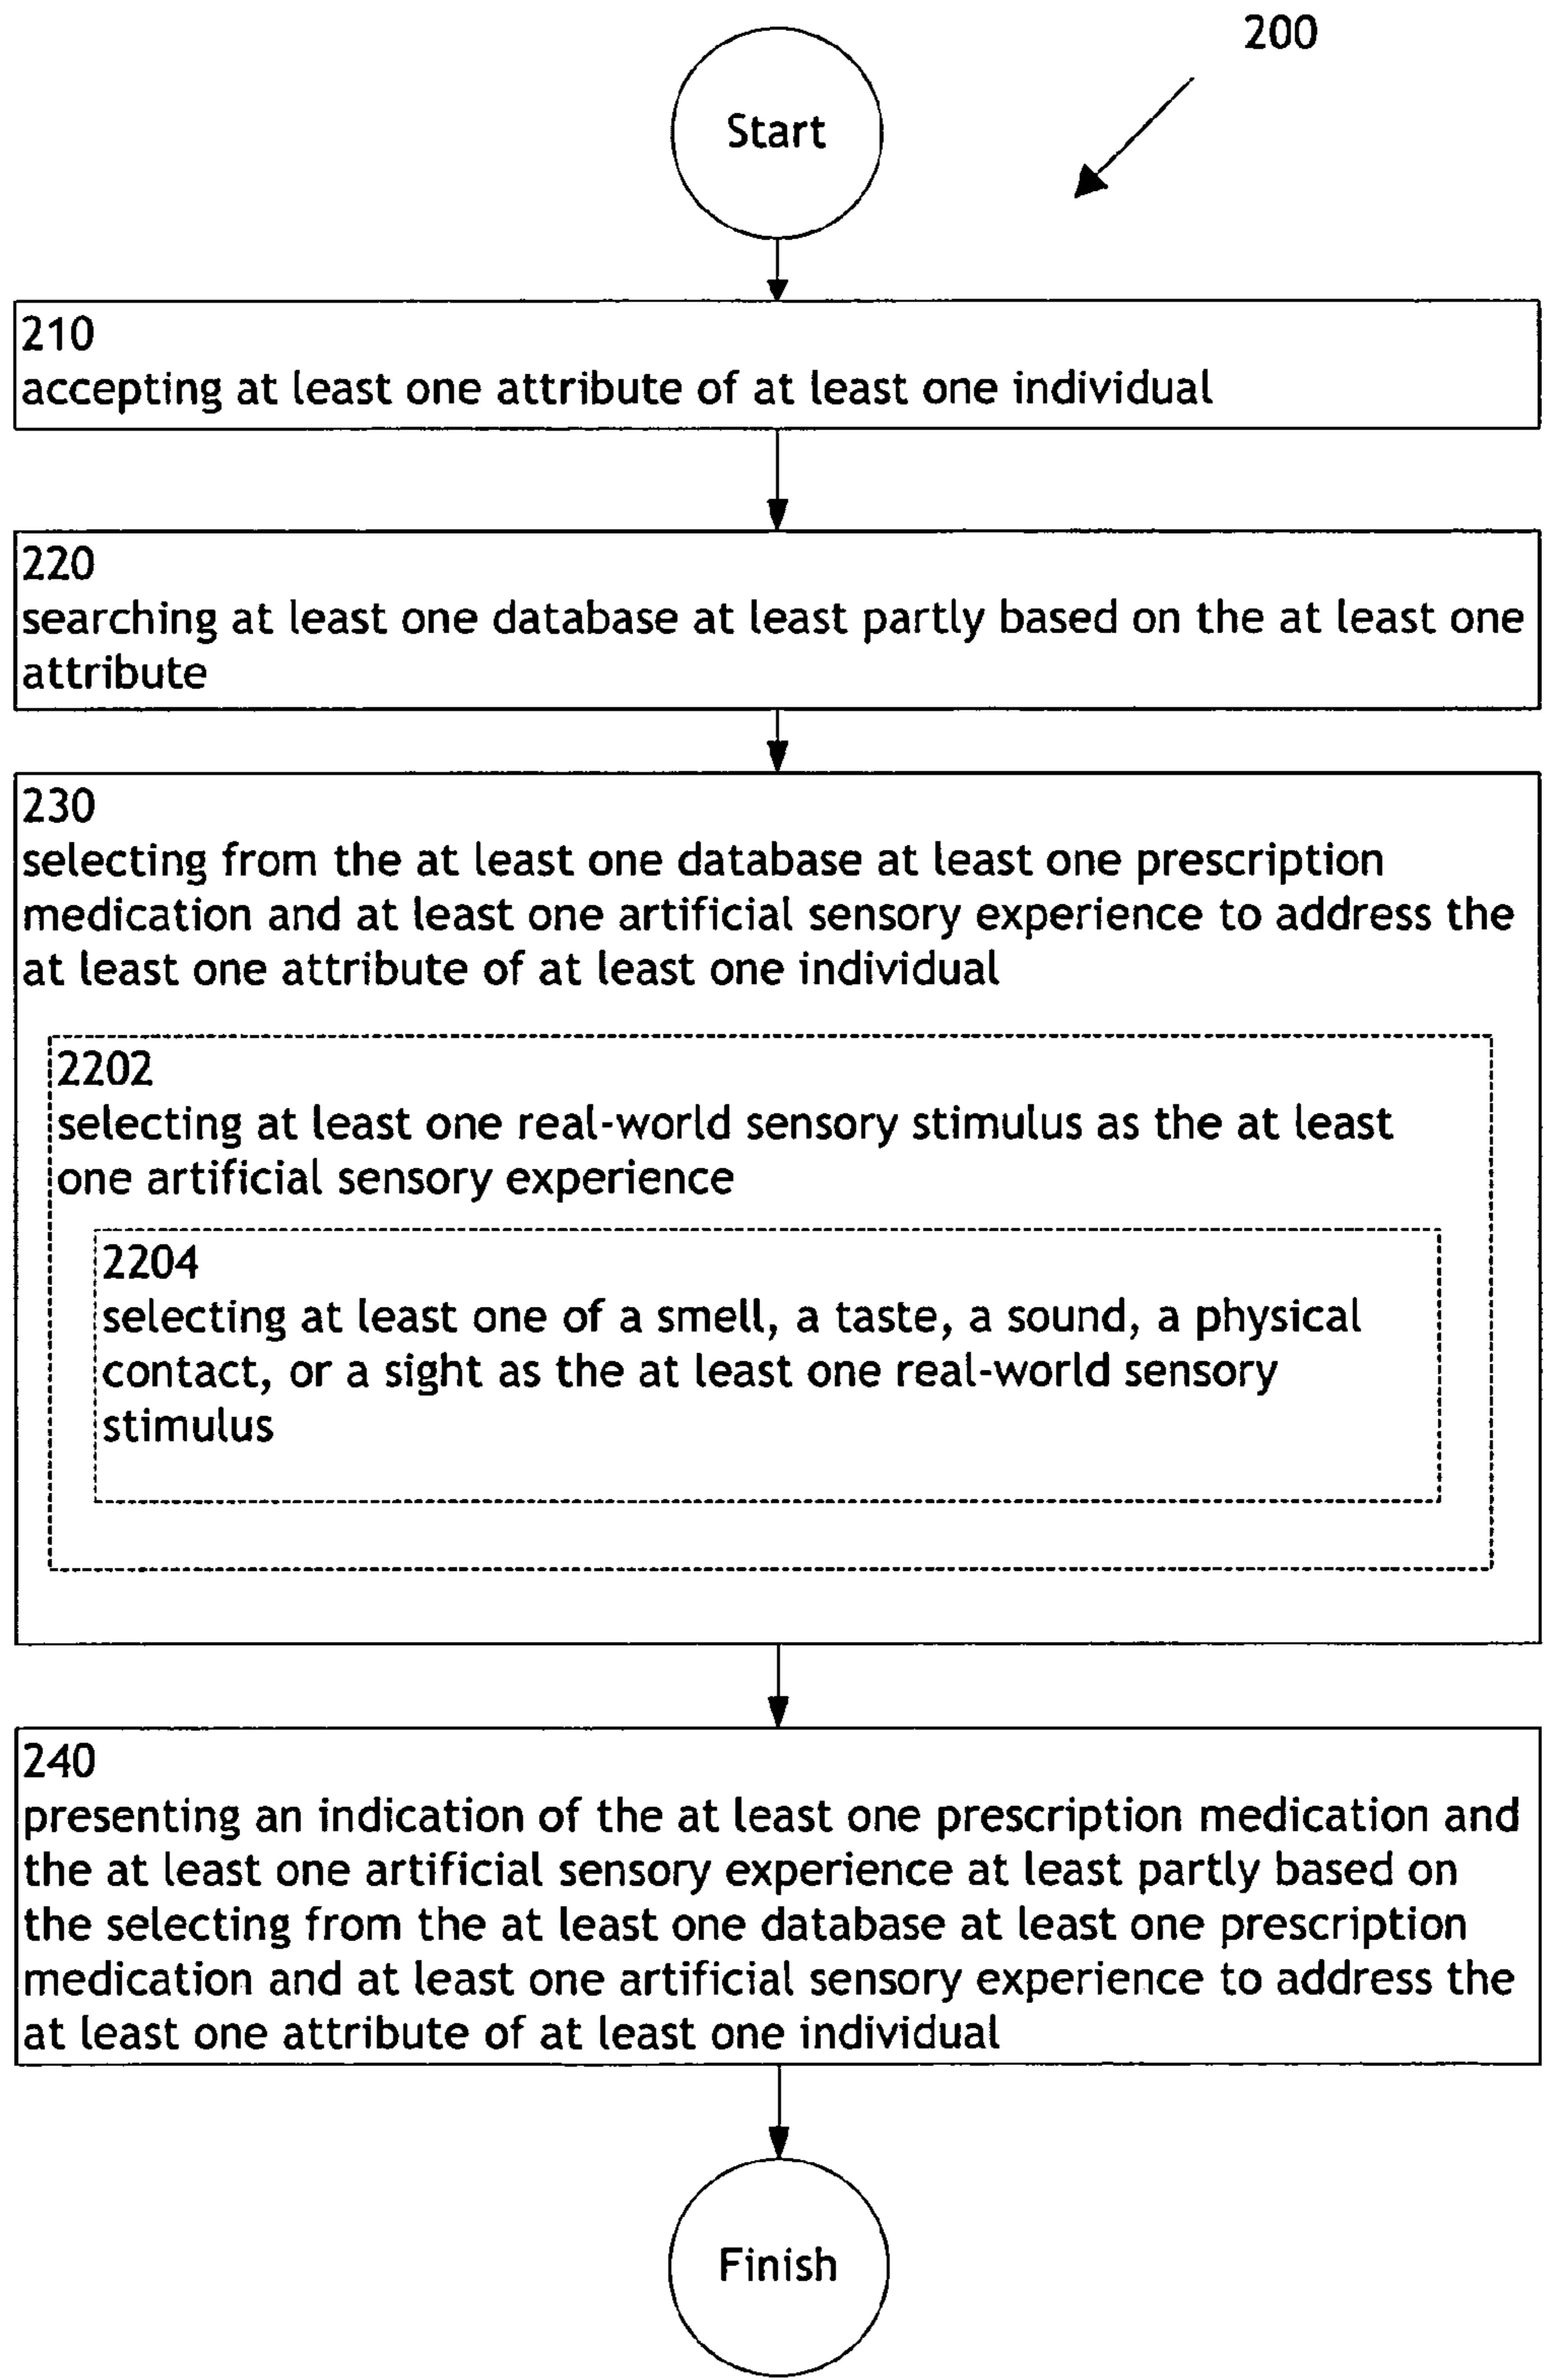 200
Start
210
accepting at least one attribute of at least one individual
220
searching at least one database at least partly based on the at least one
attribute
230
selecting from the at least one database at least one prescription
medication and at least one artificial sensory experience to address the
at least one attribute of at least one individual
2202
selecting at least one real-world sensory stimulus as the at least
one artificial sensory experience
2204
selecting at least one of a smell, a taste, a sound, a physical
contact, or a sight as the at least one real-world sensory
stimulus
240
presenting an indication of the at least one prescription medication and
the at least one artificial sensory experience at least partly based on
the selecting from the at least one database at least one prescription
medication and at least one artificial sensory experience to address the
at least one attribute of at least one individual
Finish